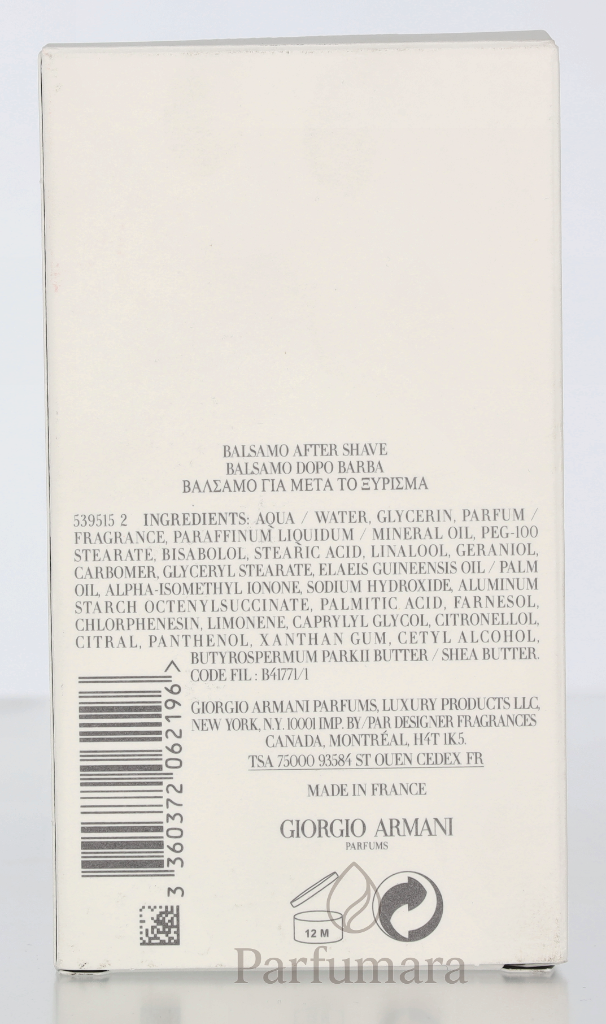 BALSAMO AFTER SHAVE
BALSAMO DOPO BARBA
ΒΑΛΣΑΜΟ ΓΙΑ ΜΕΤΑ ΤΟ ΞΥΡΙΣΜΑ
539515 2 INGREDIENTS: AQUA / WATER, GLYCERIN, PARFUM /
FRAGRANCE, PARAFFINUM LIQUIDUM / MINERAL OIL, PEG-100
STEARATE, BISABOLOL, STEARIC ACID, LINALOOL, GERANIOL,
CARBOMER, GLYCERYL STEARATE, ELAEIS GUINEENSIS OIL / PALM
OIL, ALPHA-ISOMETHYL IONONE, SODIUM HYDROXIDE, ALUMINUM
STARCH OCTENYLSUCCINATE, PALMITIC ACID, FARNESOL,
CHLORPHENESIN, LIMONENE, CAPRYLYL GLYCOL, CITRONELLOL,
CITRAL, PANTHENOL, XANTHAN GUM, CETYL ALCOHOL,
BUTYROSPERMUM PARKII BUTTER / SHEA BUTTER.
CODE FIL : B41771/1
GIORGIO ARMANI PARFUMS, LUXURY PRODUCTS LLC,
NEW YORK, N.Y. 10001 IMP. BY/PAR DESIGNER FRAGRANCES
CANADA, MONTRÉAL, H4T 1K5.
TSA 75000 93584 ST OUEN CEDEX FR
MADE IN FRANCE
GIORGIO ARMANI
PARFUMS
3 360372 062196 >
12 M
Parfumara